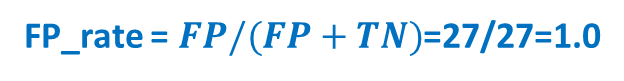 FP_rate = FP/(FP + TN)=27/27=1.0